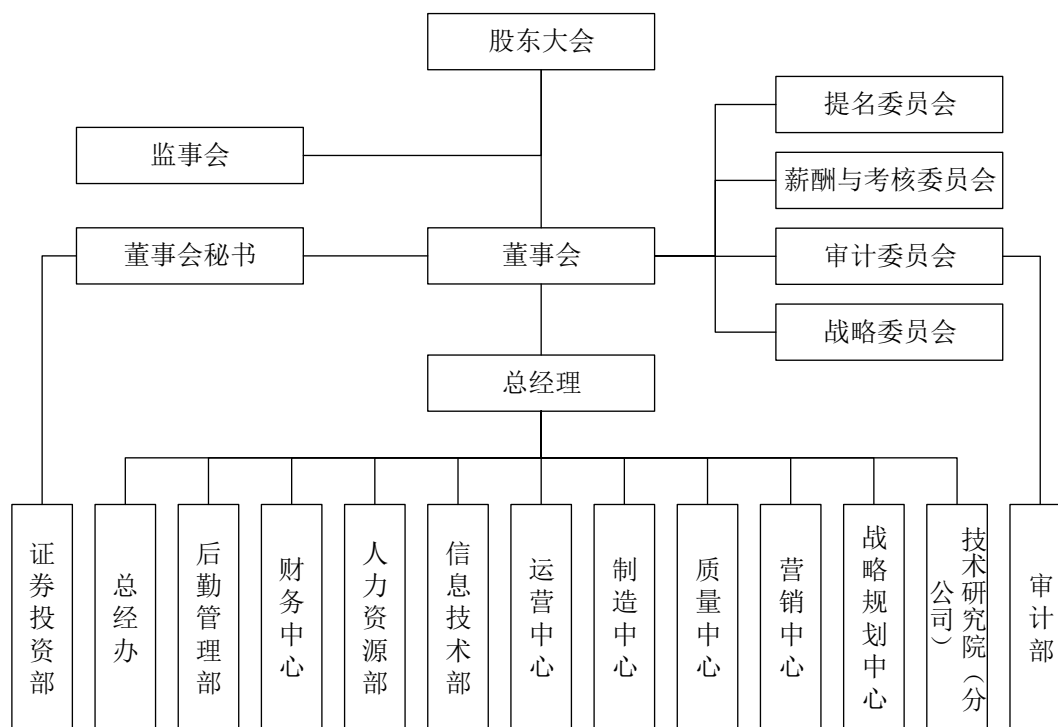 股东大会
提名委员会
监事会
薪酬与考核委员会
董事会秘书
董事会
审计委员会
战略委员会
总经理
证券投资部
总经办
后勤管理部
财务中心
人力资源部
信息技术部
运营中心
制造中心
质量中心
营销中心
战略规划中心
技术研究院（分
公司）
审计部